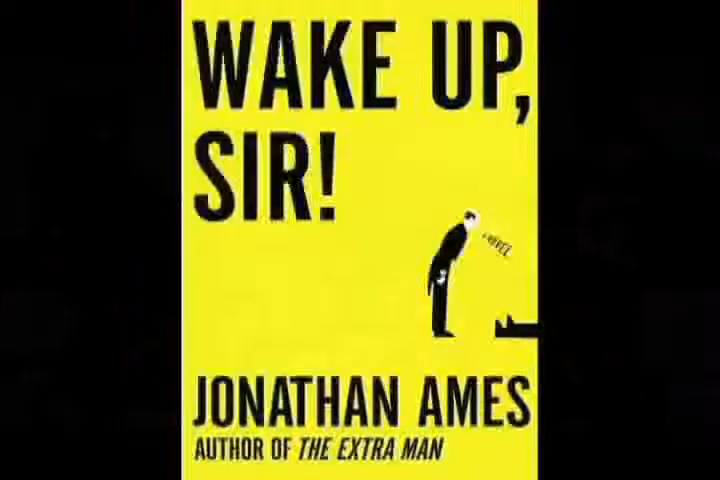 WAKE UP,
SIR!
A NOVEL
JONATHAN AMES
AUTHOR OF THE EXTRA MAN